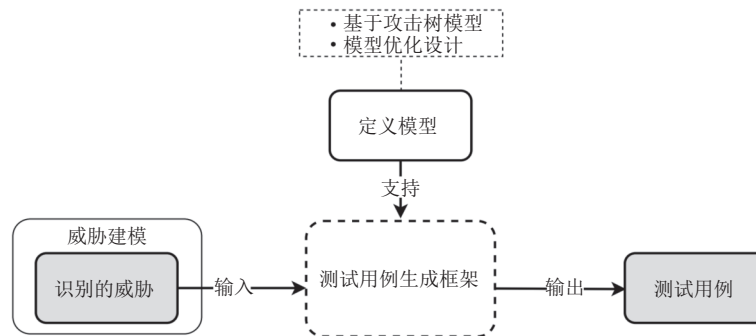 • 基于攻击树模型
• 模型优化设计
定义模型
支持
威胁建模
识别的威胁
输入
测试用例生成框架
输出
测试用例